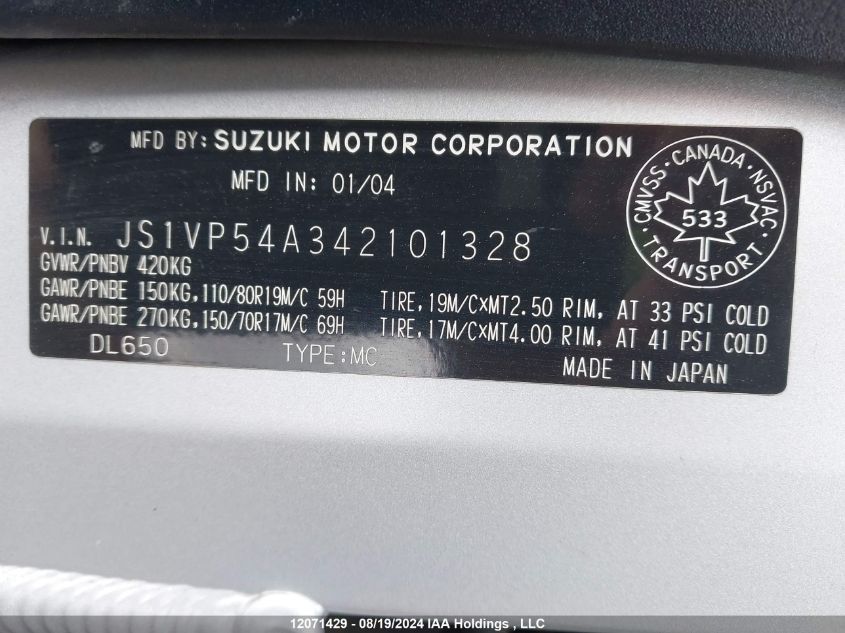 MFD BY: SUZUKI MOTOR CORPORATION
MFD IN: 01/04
V.I.N. JS1VP54A342101328
GVWR/PNBV 420KG
GAWR/PNBE 150KG,110/80R19M/C 59H TIRE,19M/C×MT2.50 RIM, AT 33 PSI COLD
GAWR/PNBE 270KG,150/70R17M/C 69H TIRE,17M/C×MT4.00 RIM, AT 41 PSI COLD
DL650 TYPE:MC MADE IN JAPAN
CMVSS · CANADA · NSVAC
533
TRANSPORT
12071429 - 08/19/2024 IAA Holdings , LLC